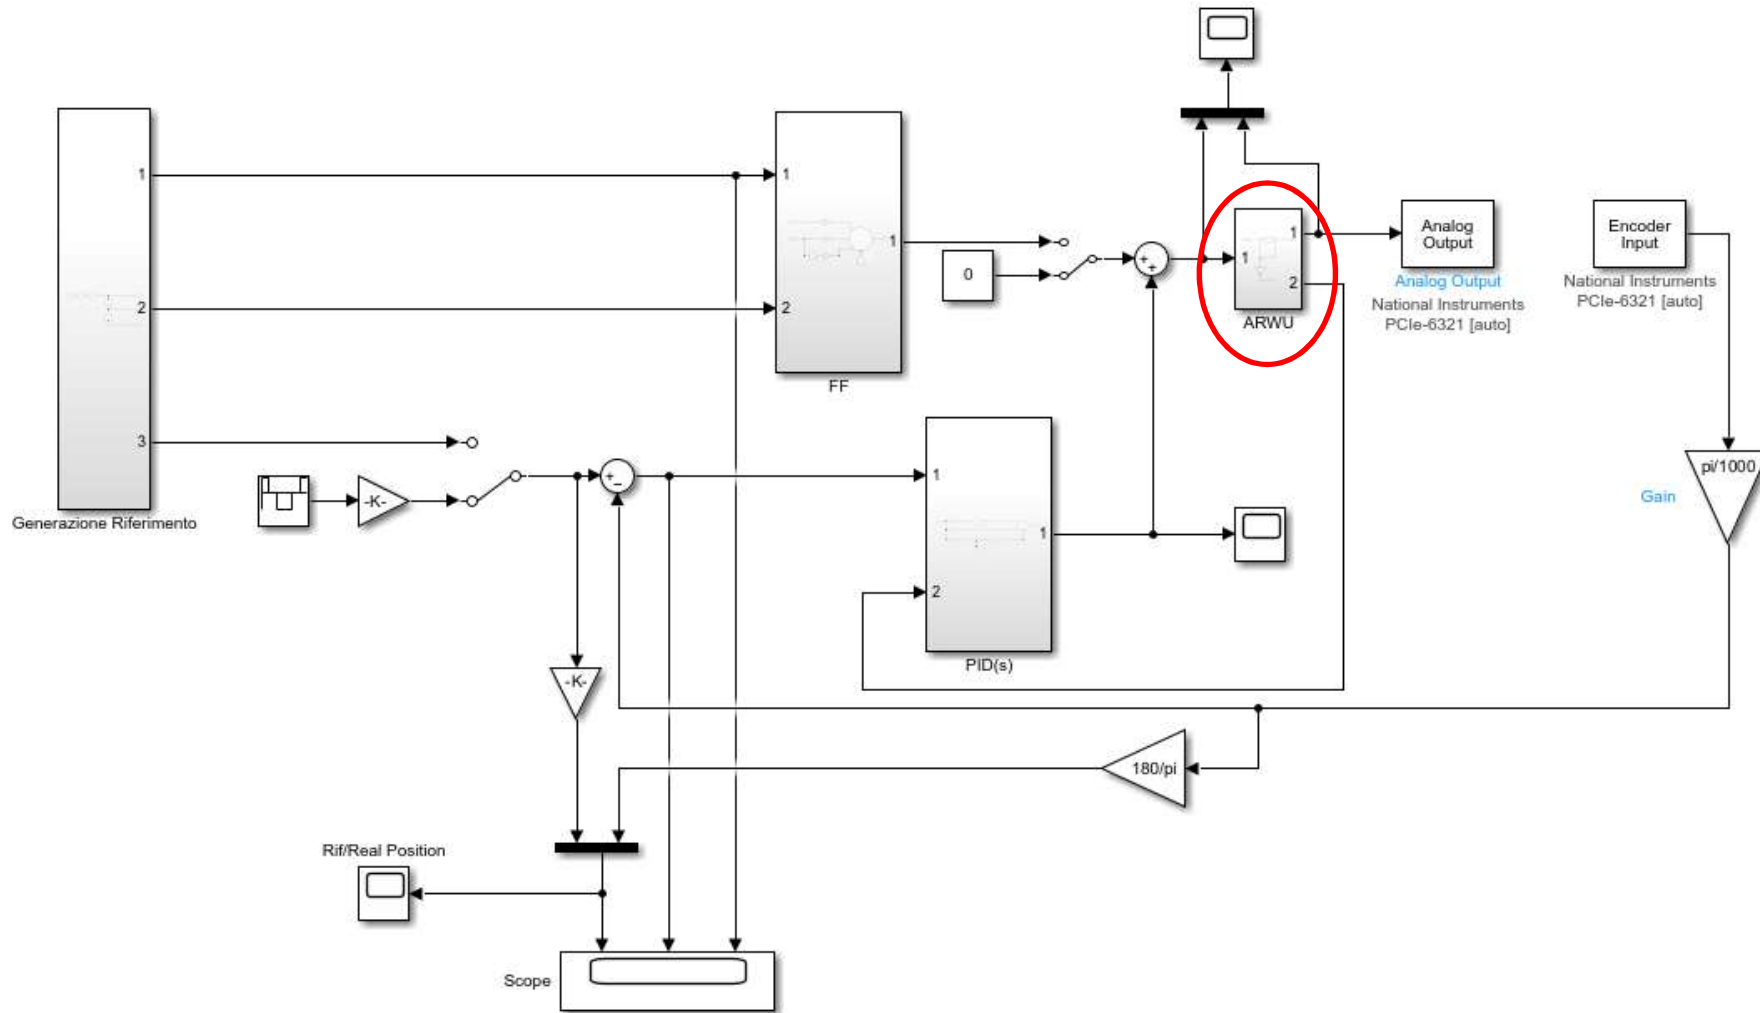 1
2
3
Generazione Riferimento
-K-
1
2
1
FF
0
+
+
1
1
2
ARWU
Analog
Output
Analog Output
National Instruments
PCIe-6321 [auto]
Encoder
Input
National Instruments
PCIe-6321 [auto]
+
−
1
2
1
PID(s)
pi/1000
Gain
-K-
180/pi
Rif/Real Position
Scope